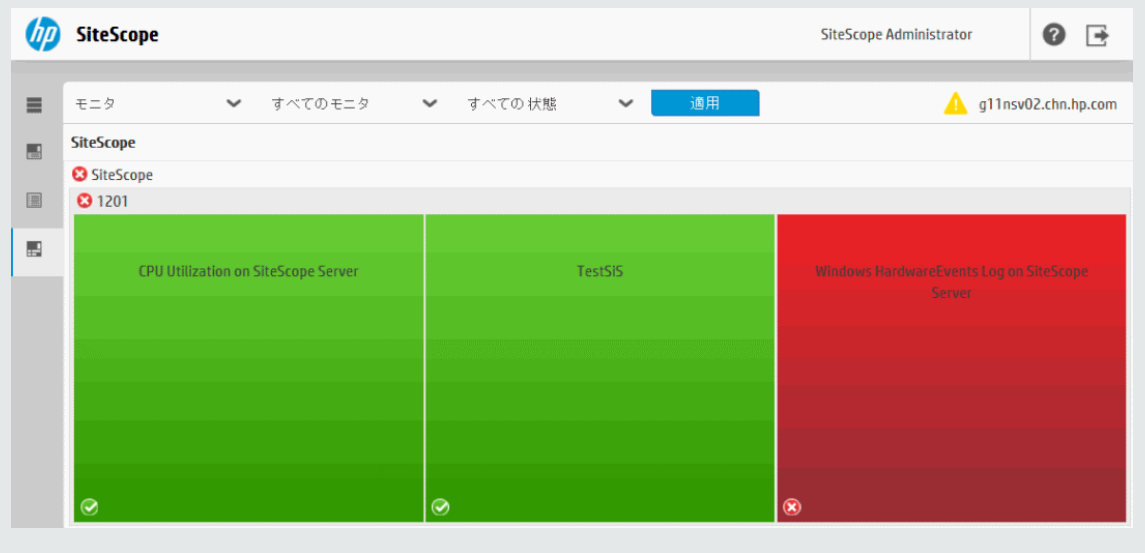 hp SiteScope SiteScope Administrator ?
モニタ すべてのモニタ すべての状態 適用 g11nsv02.chn.hp.com
SiteScope
SiteScope
1201
CPU Utilization on SiteScope Server
TestSiS
Windows HardwareEvents Log on SiteScope
Server